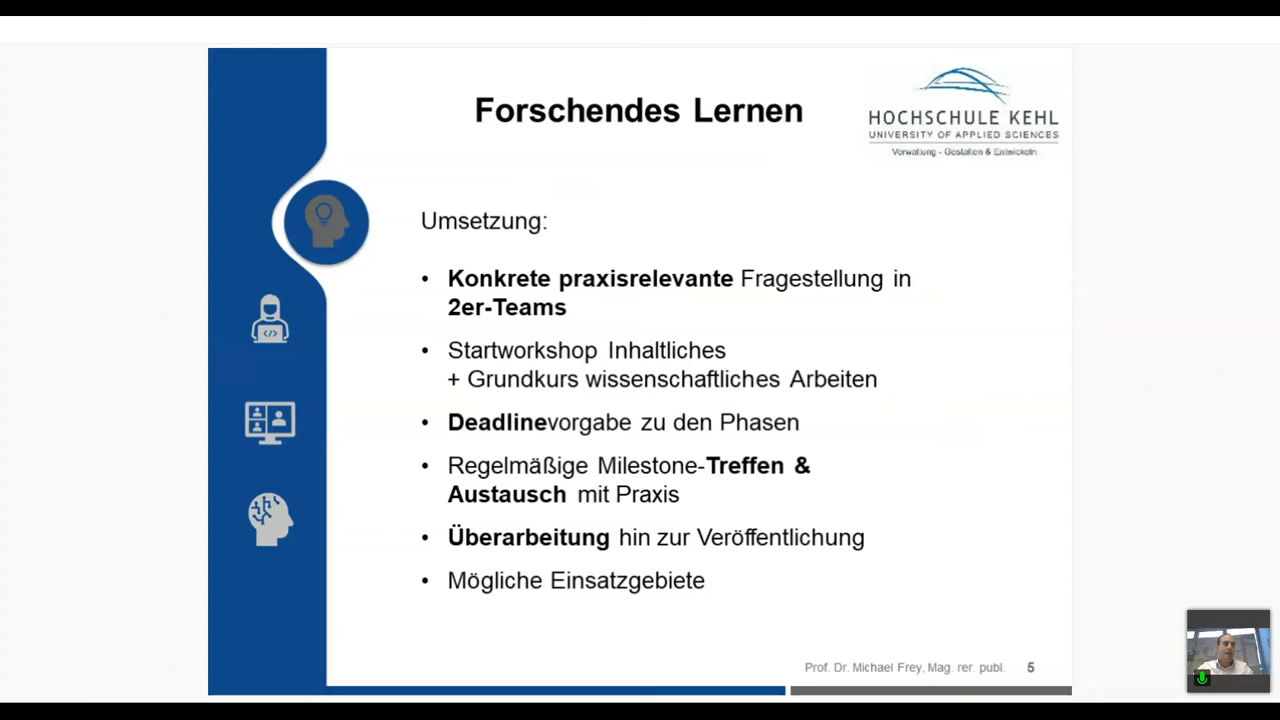 Forschendes Lernen
HOCHSCHULE KEHL
UNIVERSITY OF APPLIED SCIENCES
Verwaltung - Gestalten & Entwickeln
Umsetzung:
• Konkrete praxisrelevante Fragestellung in
2er-Teams
• Startworkshop Inhaltliches
+ Grundkurs wissenschaftliches Arbeiten
• Deadlinevorgabe zu den Phasen
• Regelmäßige Milestone-Treffen &
Austausch mit Praxis
• Überarbeitung hin zur Veröffentlichung
• Mögliche Einsatzgebiete
Prof. Dr. Michael Frey, Mag. rer. publ. 5